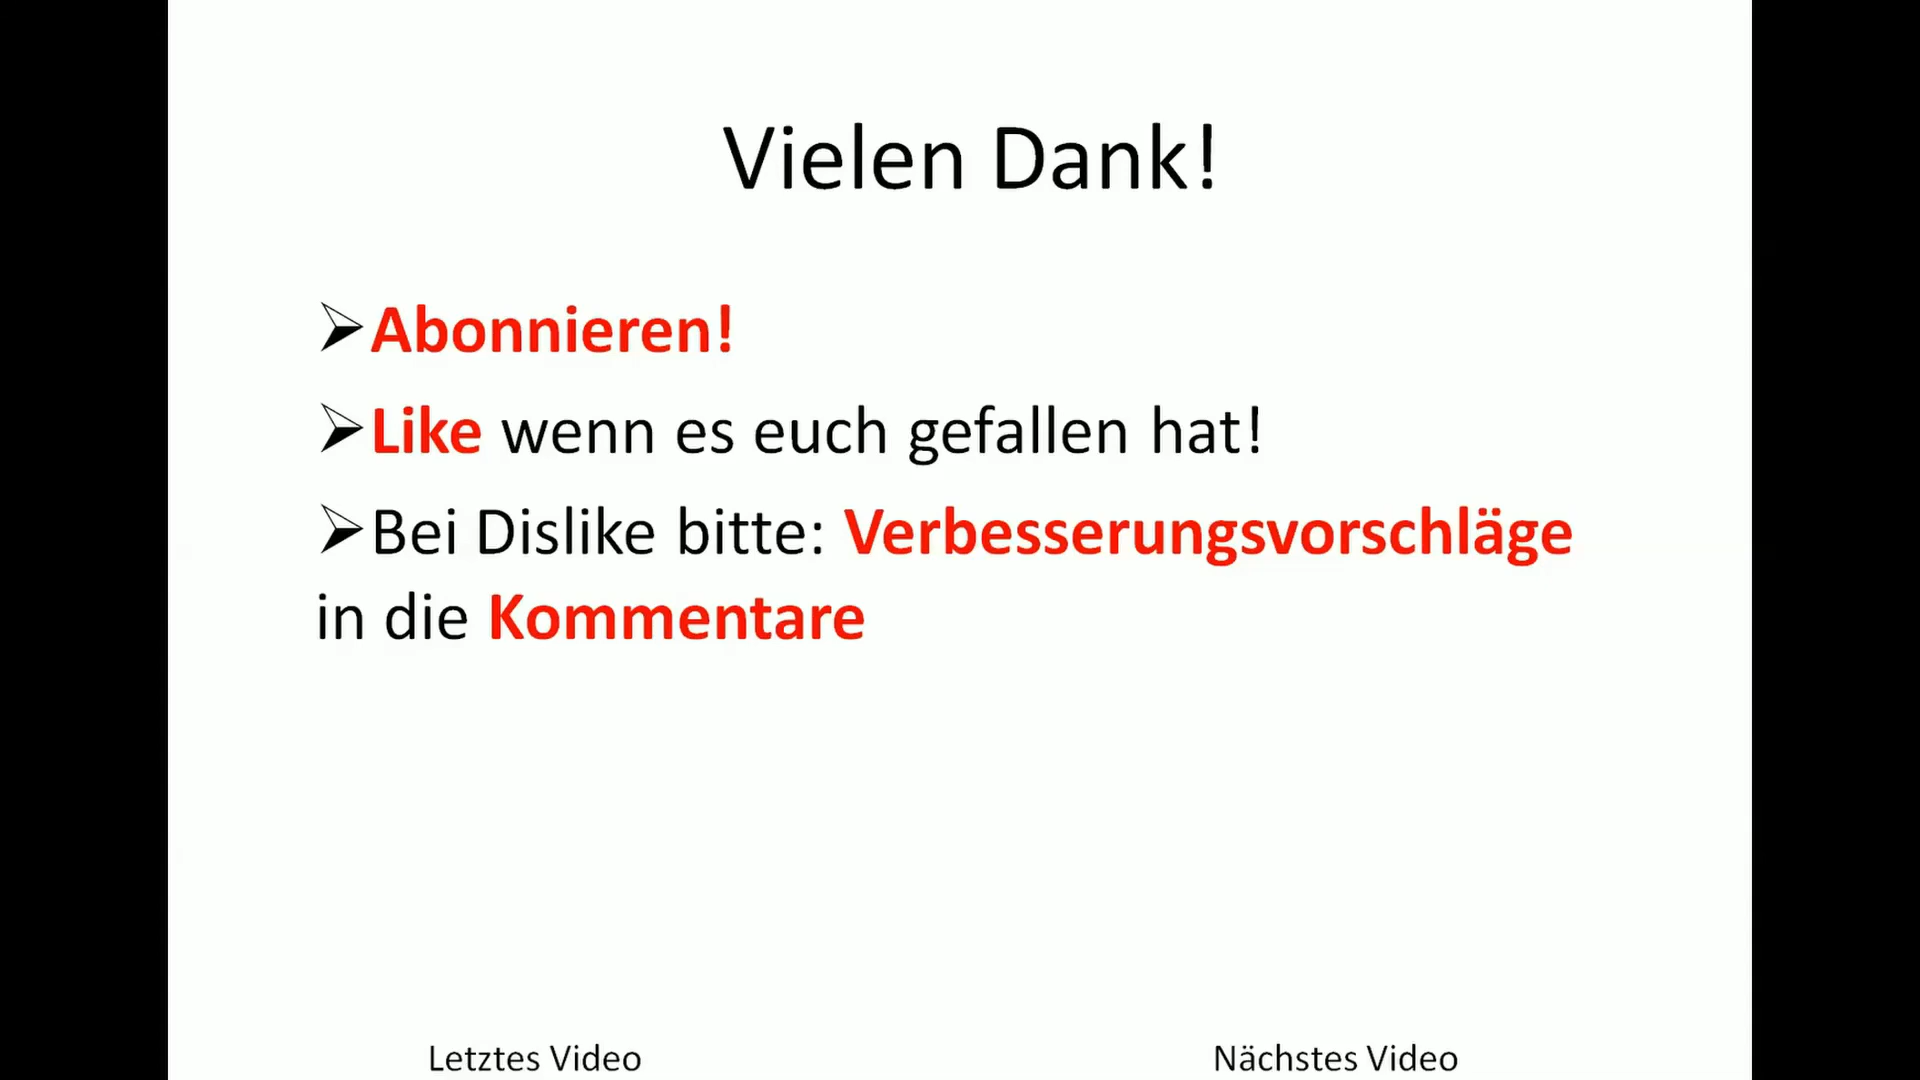 Vielen Dank!
➢Abonnieren!
➢Like wenn es euch gefallen hat!
➢Bei Dislike bitte: Verbesserungsvorschläge
in die Kommentare
Letztes Video
Nächstes Video